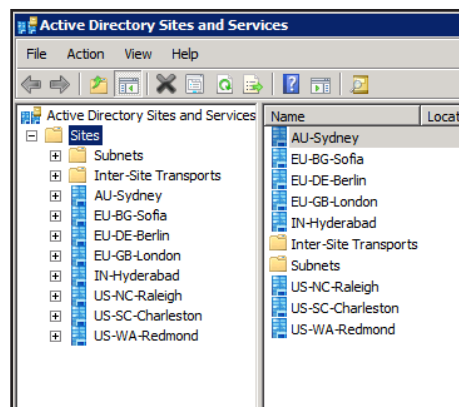 Active Directory Sites and Services
File Action View Help
Active Directory Sites and Services
Sites
Subnets
Inter-Site Transports
AU-Sydney
EU-BG-Sofia
EU-DE-Berlin
EU-GB-London
IN-Hyderabad
US-NC-Raleigh
US-SC-Charleston
US-WA-Redmond
Name Locat
AU-Sydney
EU-BG-Sofia
EU-DE-Berlin
EU-GB-London
IN-Hyderabad
Inter-Site Transports
Subnets
US-NC-Raleigh
US-SC-Charleston
US-WA-Redmond